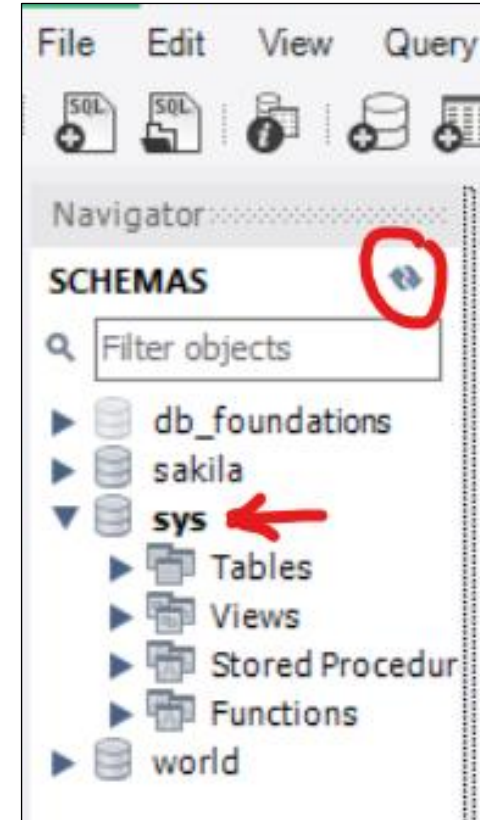 File Edit View Query
SQL SQL
Navigator
SCHEMAS
Filter objects
db_foundations
sakila
sys
Tables
Views
Stored Procedur
Functions
world